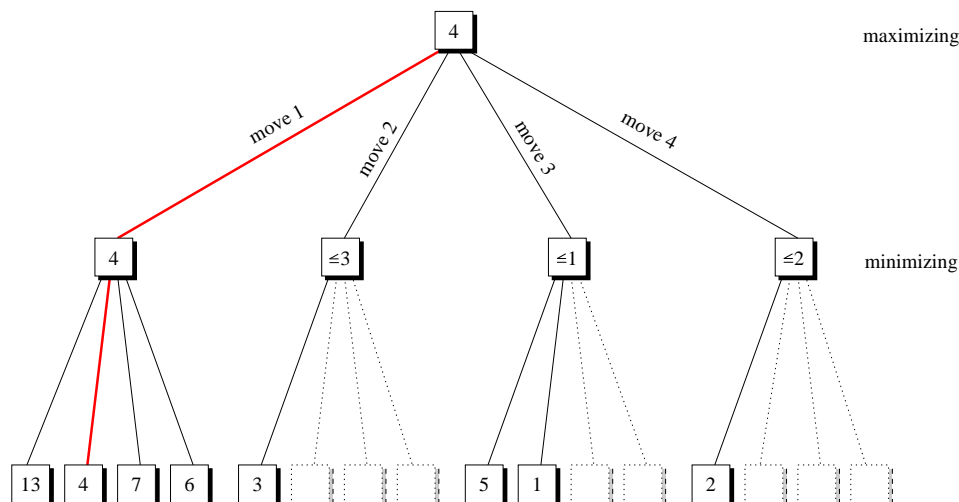 4 maximizing
move 1 move 2 move 3 move 4
4 ≤3 ≤1 ≤2 minimizing
13 4 7 6 3 5 1 2